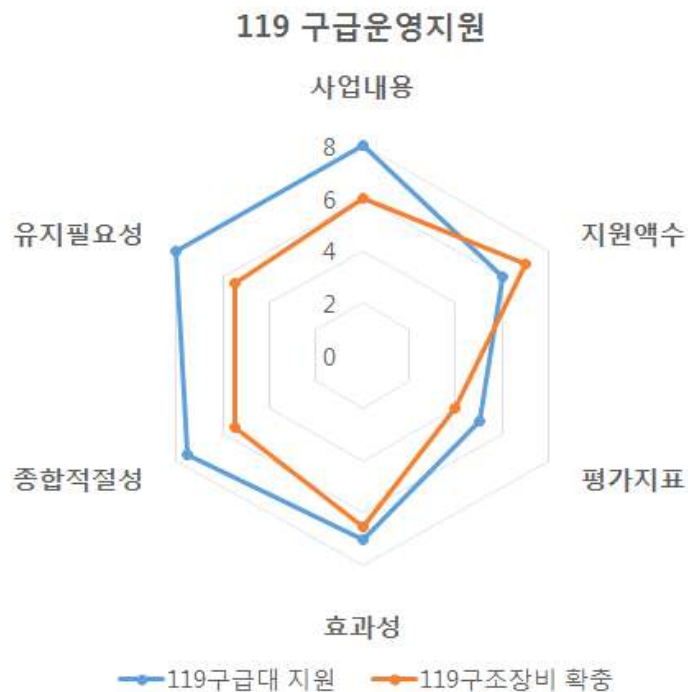 119 구급운영지원
사업내용
8
6
4
2
0
유지필요성
지원액수
종합적절성
평가지표
효과성
119구급대 지원
119구조장비 확충